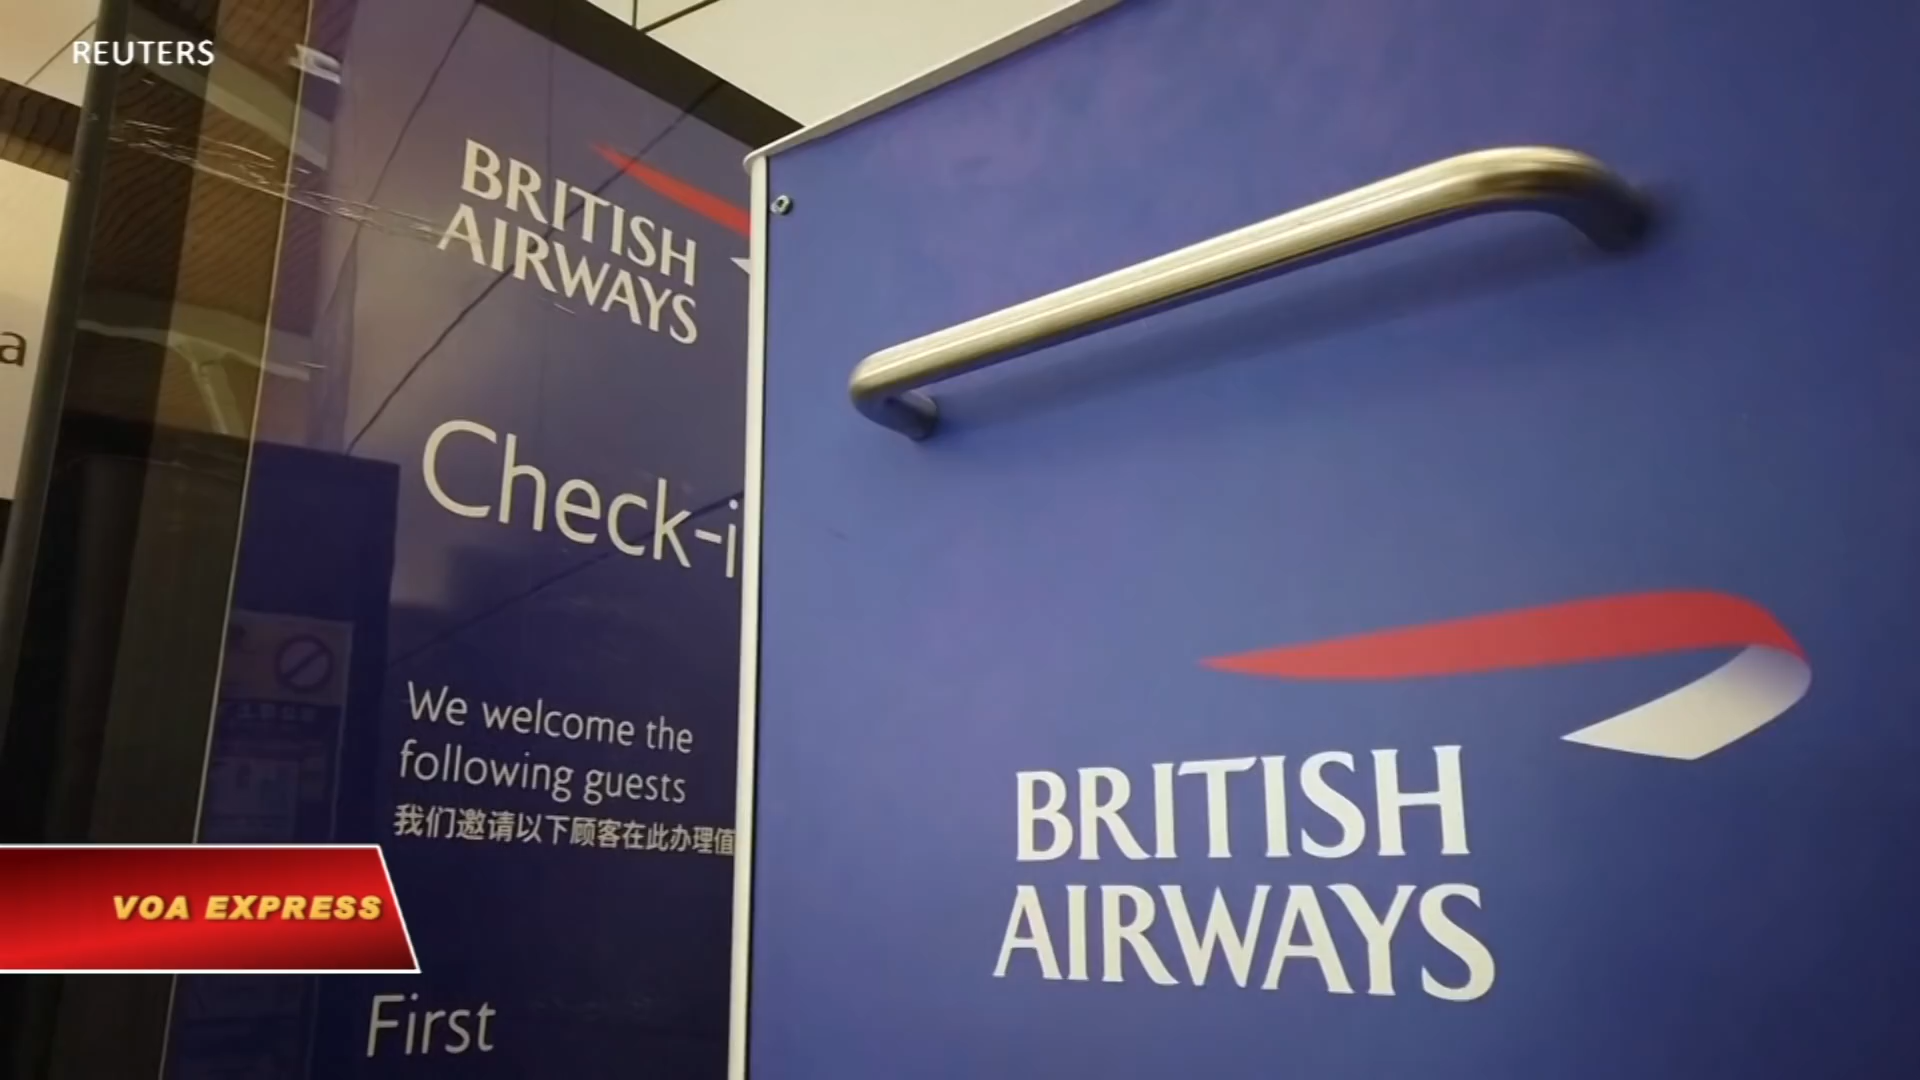 REUTERS
BRITISH
AIRWAYS
a
Check-i
We welcome the
following guests
我们邀请以下顾客在此办理值
First
BRITISH
AIRWAYS
VOA EXPRESS